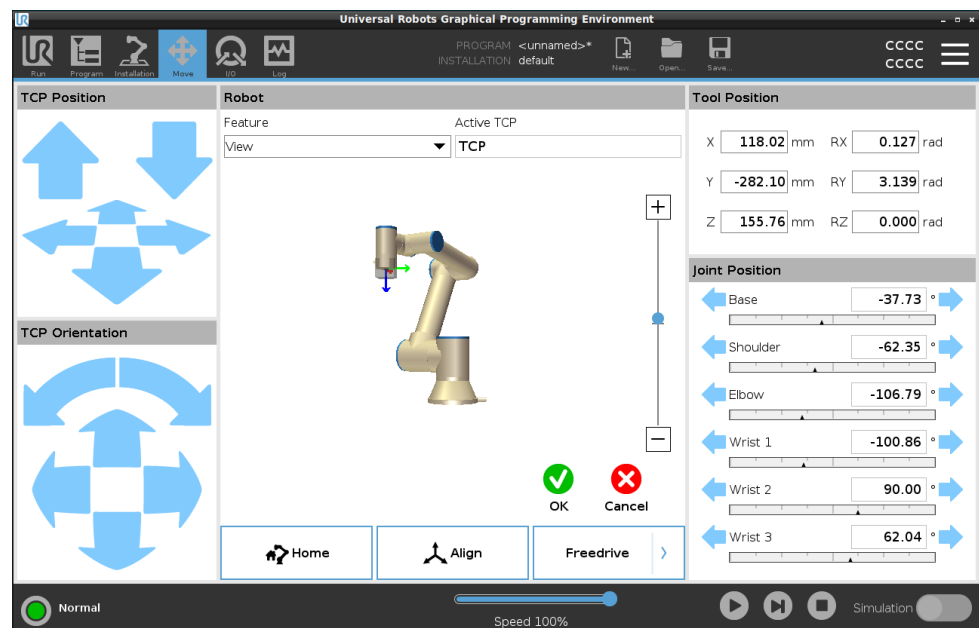 Universal Robots Graphical Programming Environment
UR
Run
Program
Installation
Move
I/O
Log
PROGRAM <unnamed>*
INSTALLATION default
New...
Open...
Save...
CCCC
CCCC
TCP Position
Robot
Feature
Active TCP
View
TCP
Tool Position
X 118.02 mm RX 0.127 rad
Y -282.10 mm RY 3.139 rad
Z 155.76 mm RZ 0.000 rad
Joint Position
Base -37.73 °
Shoulder -62.35 °
Elbow -106.79 °
Wrist 1 -100.86 °
Wrist 2 90.00 °
Wrist 3 62.04 °
TCP Orientation
OK
Cancel
Home
Align
Freedrive
Normal
Speed 100%
Simulation